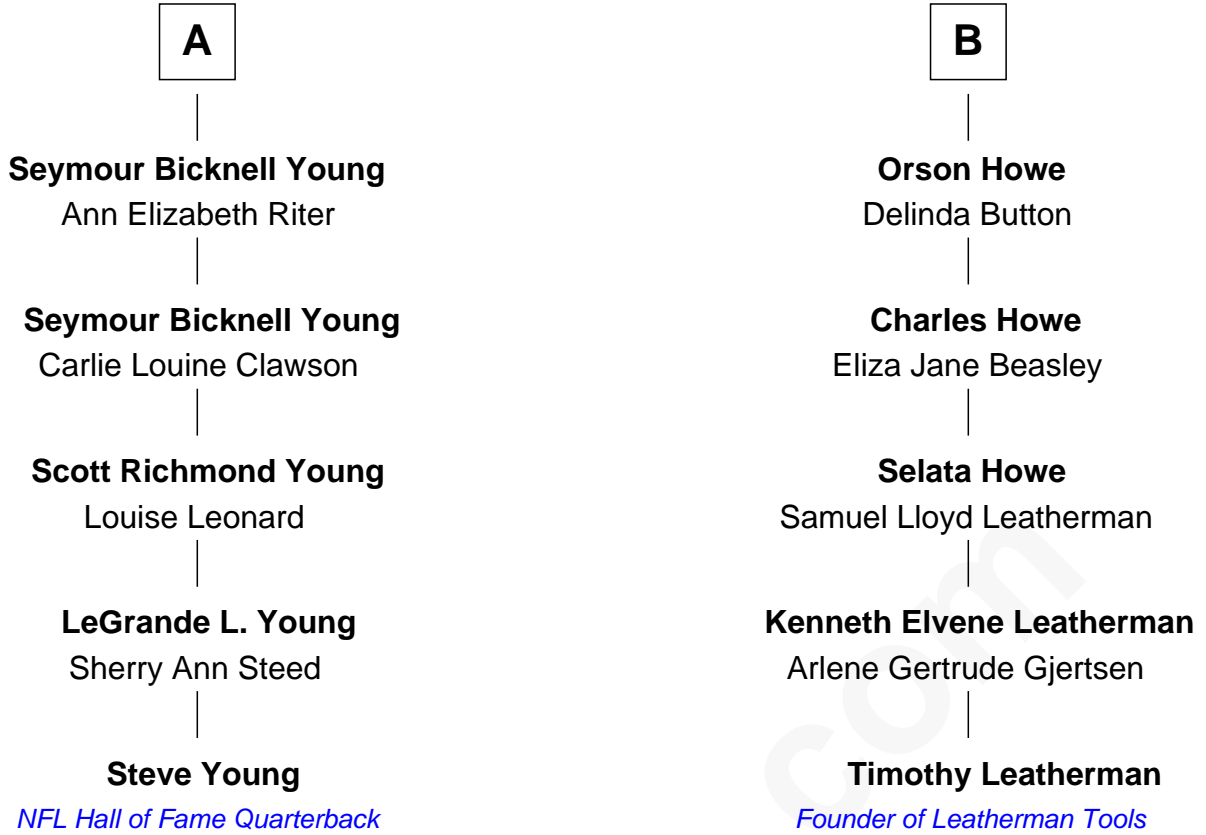 A
Seymour Bicknell Young
Ann Elizabeth Riter
Seymour Bicknell Young
Carlie Louine Clawson
Scott Richmond Young
Louise Leonard
LeGrande L. Young
Sherry Ann Steed
Steve Young
NFL Hall of Fame Quarterback
B
Orson Howe
Delinda Button
Charles Howe
Eliza Jane Beasley
Selata Howe
Samuel Lloyd Leatherman
Kenneth Elvene Leatherman
Arlene Gertrude Gjertsen
Timothy Leatherman
Founder of Leatherman Tools
com